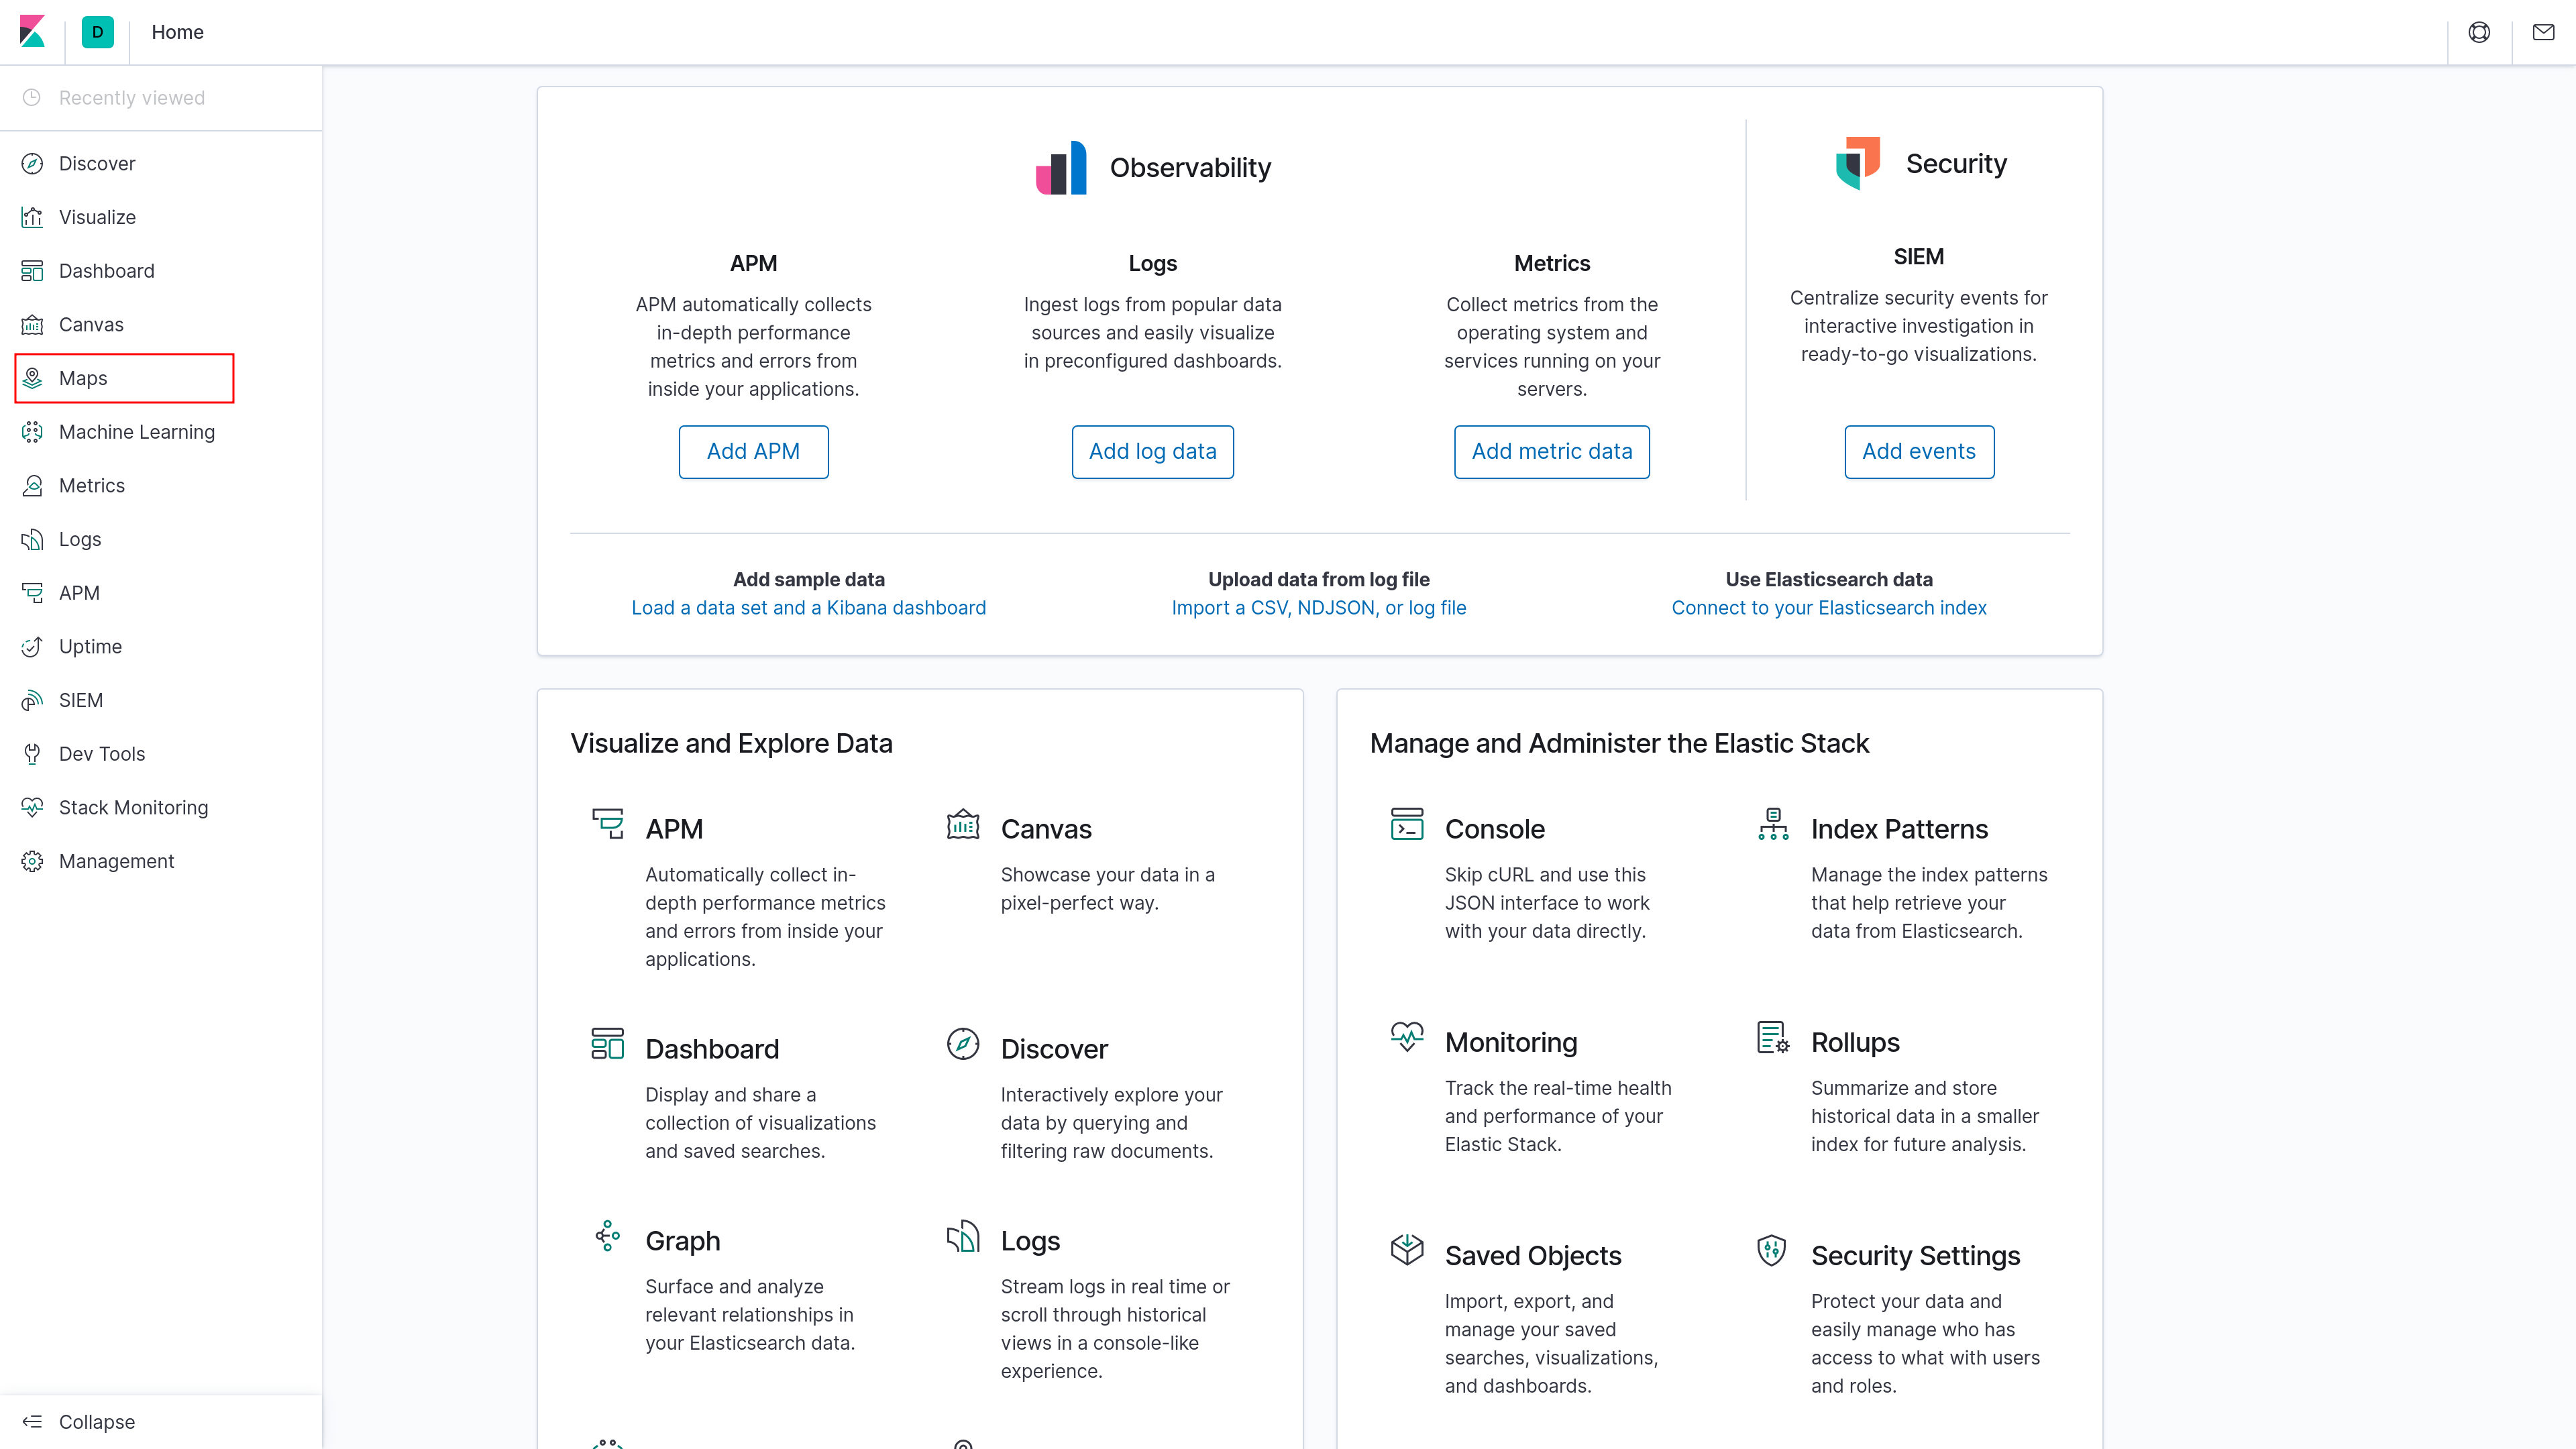 D
Home
Recently viewed
Discover
Visualize
Dashboard
Canvas
Maps
Machine Learning
Metrics
Logs
APM
Uptime
SIEM
Dev Tools
Stack Monitoring
Management
Collapse
Observability
APM
APM automatically collects
in-depth performance
metrics and errors from
inside your applications.
Add APM
Logs
Ingest logs from popular data
sources and easily visualize
in preconfigured dashboards.
Add log data
Metrics
Collect metrics from the
operating system and
services running on your
servers.
Add metric data
Security
SIEM
Centralize security events for
interactive investigation in
ready-to-go visualizations.
Add events
Add sample data
Load a data set and a Kibana dashboard
Upload data from log file
Import a CSV, NDJSON, or log file
Use Elasticsearch data
Connect to your Elasticsearch index
Visualize and Explore Data
APM
Automatically collect in-
depth performance metrics
and errors from inside your
applications.
Canvas
Showcase your data in a
pixel-perfect way.
Dashboard
Display and share a
collection of visualizations
and saved searches.
Discover
Interactively explore your
data by querying and
filtering raw documents.
Graph
Surface and analyze
relevant relationships in
your Elasticsearch data.
Logs
Stream logs in real time or
scroll through historical
views in a console-like
experience.
Manage and Administer the Elastic Stack
Console
Skip cURL and use this
JSON interface to work
with your data directly.
Index Patterns
Manage the index patterns
that help retrieve your
data from Elasticsearch.
Monitoring
Track the real-time health
and performance of your
Elastic Stack.
Rollups
Summarize and store
historical data in a smaller
index for future analysis.
Saved Objects
Import, export, and
manage your saved
searches, visualizations,
and dashboards.
Security Settings
Protect your data and
easily manage who has
access to what with users
and roles.